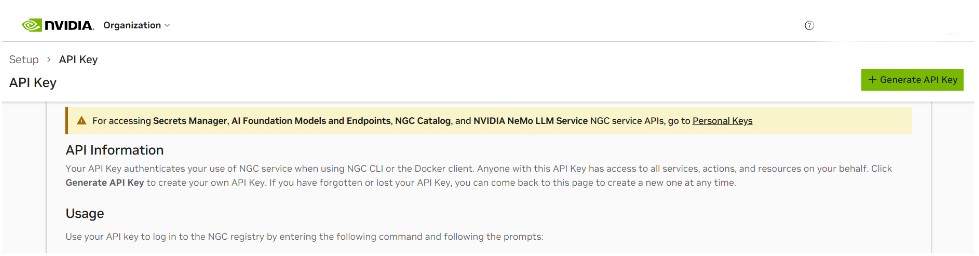 NVIDIA. Organization
Setup > API Key
API Key
+ Generate API Key
For accessing Secrets Manager, AI Foundation Models and Endpoints, NGC Catalog, and NVIDIA NeMo LLM Service NGC service APIs, go to Personal Keys
API Information
Your API Key authenticates your use of NGC service when using NGC CLI or the Docker client. Anyone with this API Key has access to all services, actions, and resources on your behalf. Click
Generate API Key to create your own API Key. If you have forgotten or lost your API Key, you can come back to this page to create a new one at any time.
Usage
Use your API key to log in to the NGC registry by entering the following command and following the prompts: